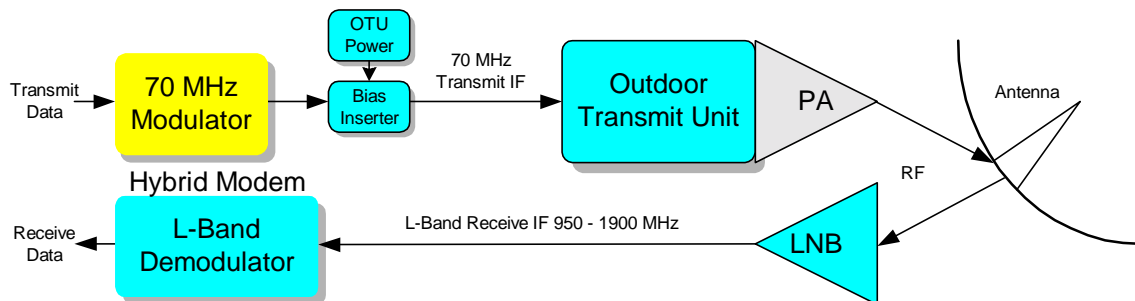 OTU
Power
Transmit
Data
70 MHz
Modulator
Bias
Inserter
70 MHz
Transmit IF
Outdoor
Transmit Unit
PA
Antenna
Hybrid Modem
RF
Receive
Data
L-Band
Demodulator
L-Band Receive IF 950 - 1900 MHz
LNB